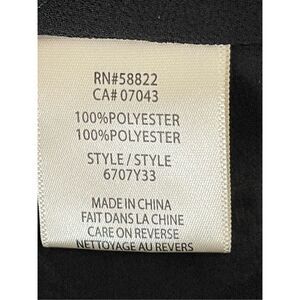 RN#58822
CA# 07043
100%POLYESTER
100%POLYESTER
STYLE / STYLE
6707Y33
MADE IN CHINA
FAIT DANS LA CHINE
CARE ON REVERSE
NETTOYAGE AU REVERS